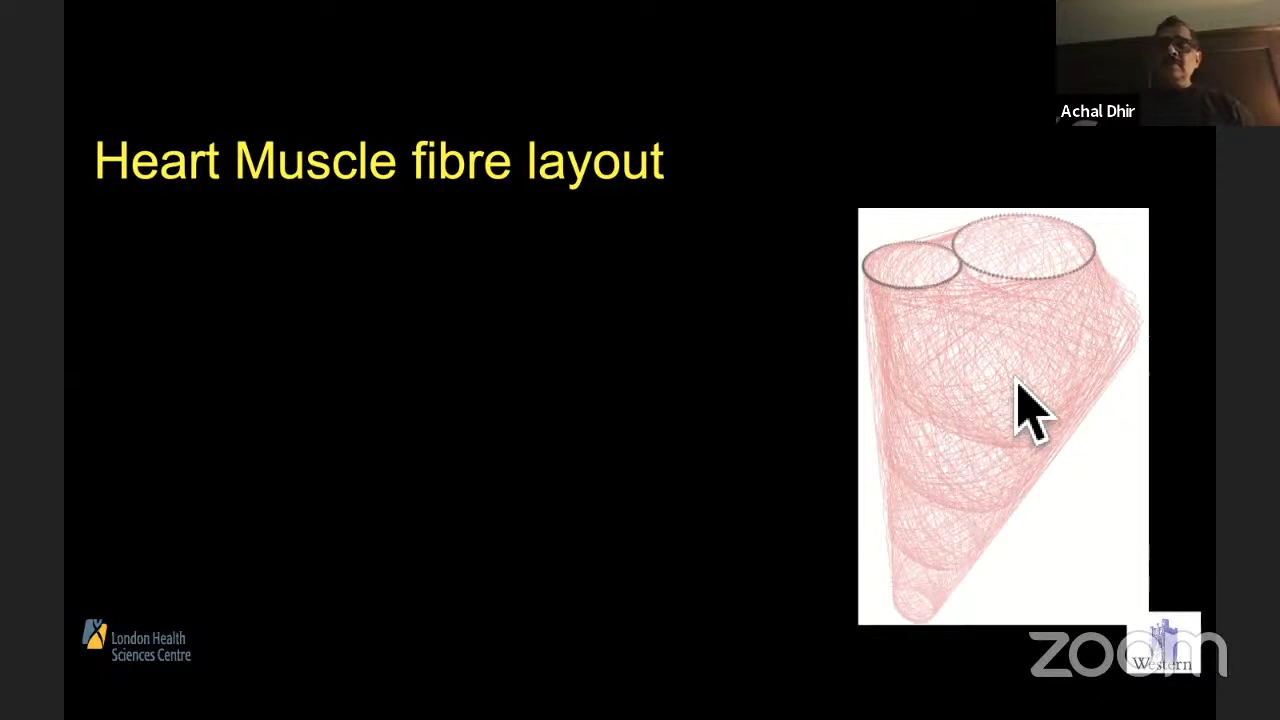 Achal Dhir
Heart Muscle fibre layout
London Health
Sciences Centre
zoom
Western